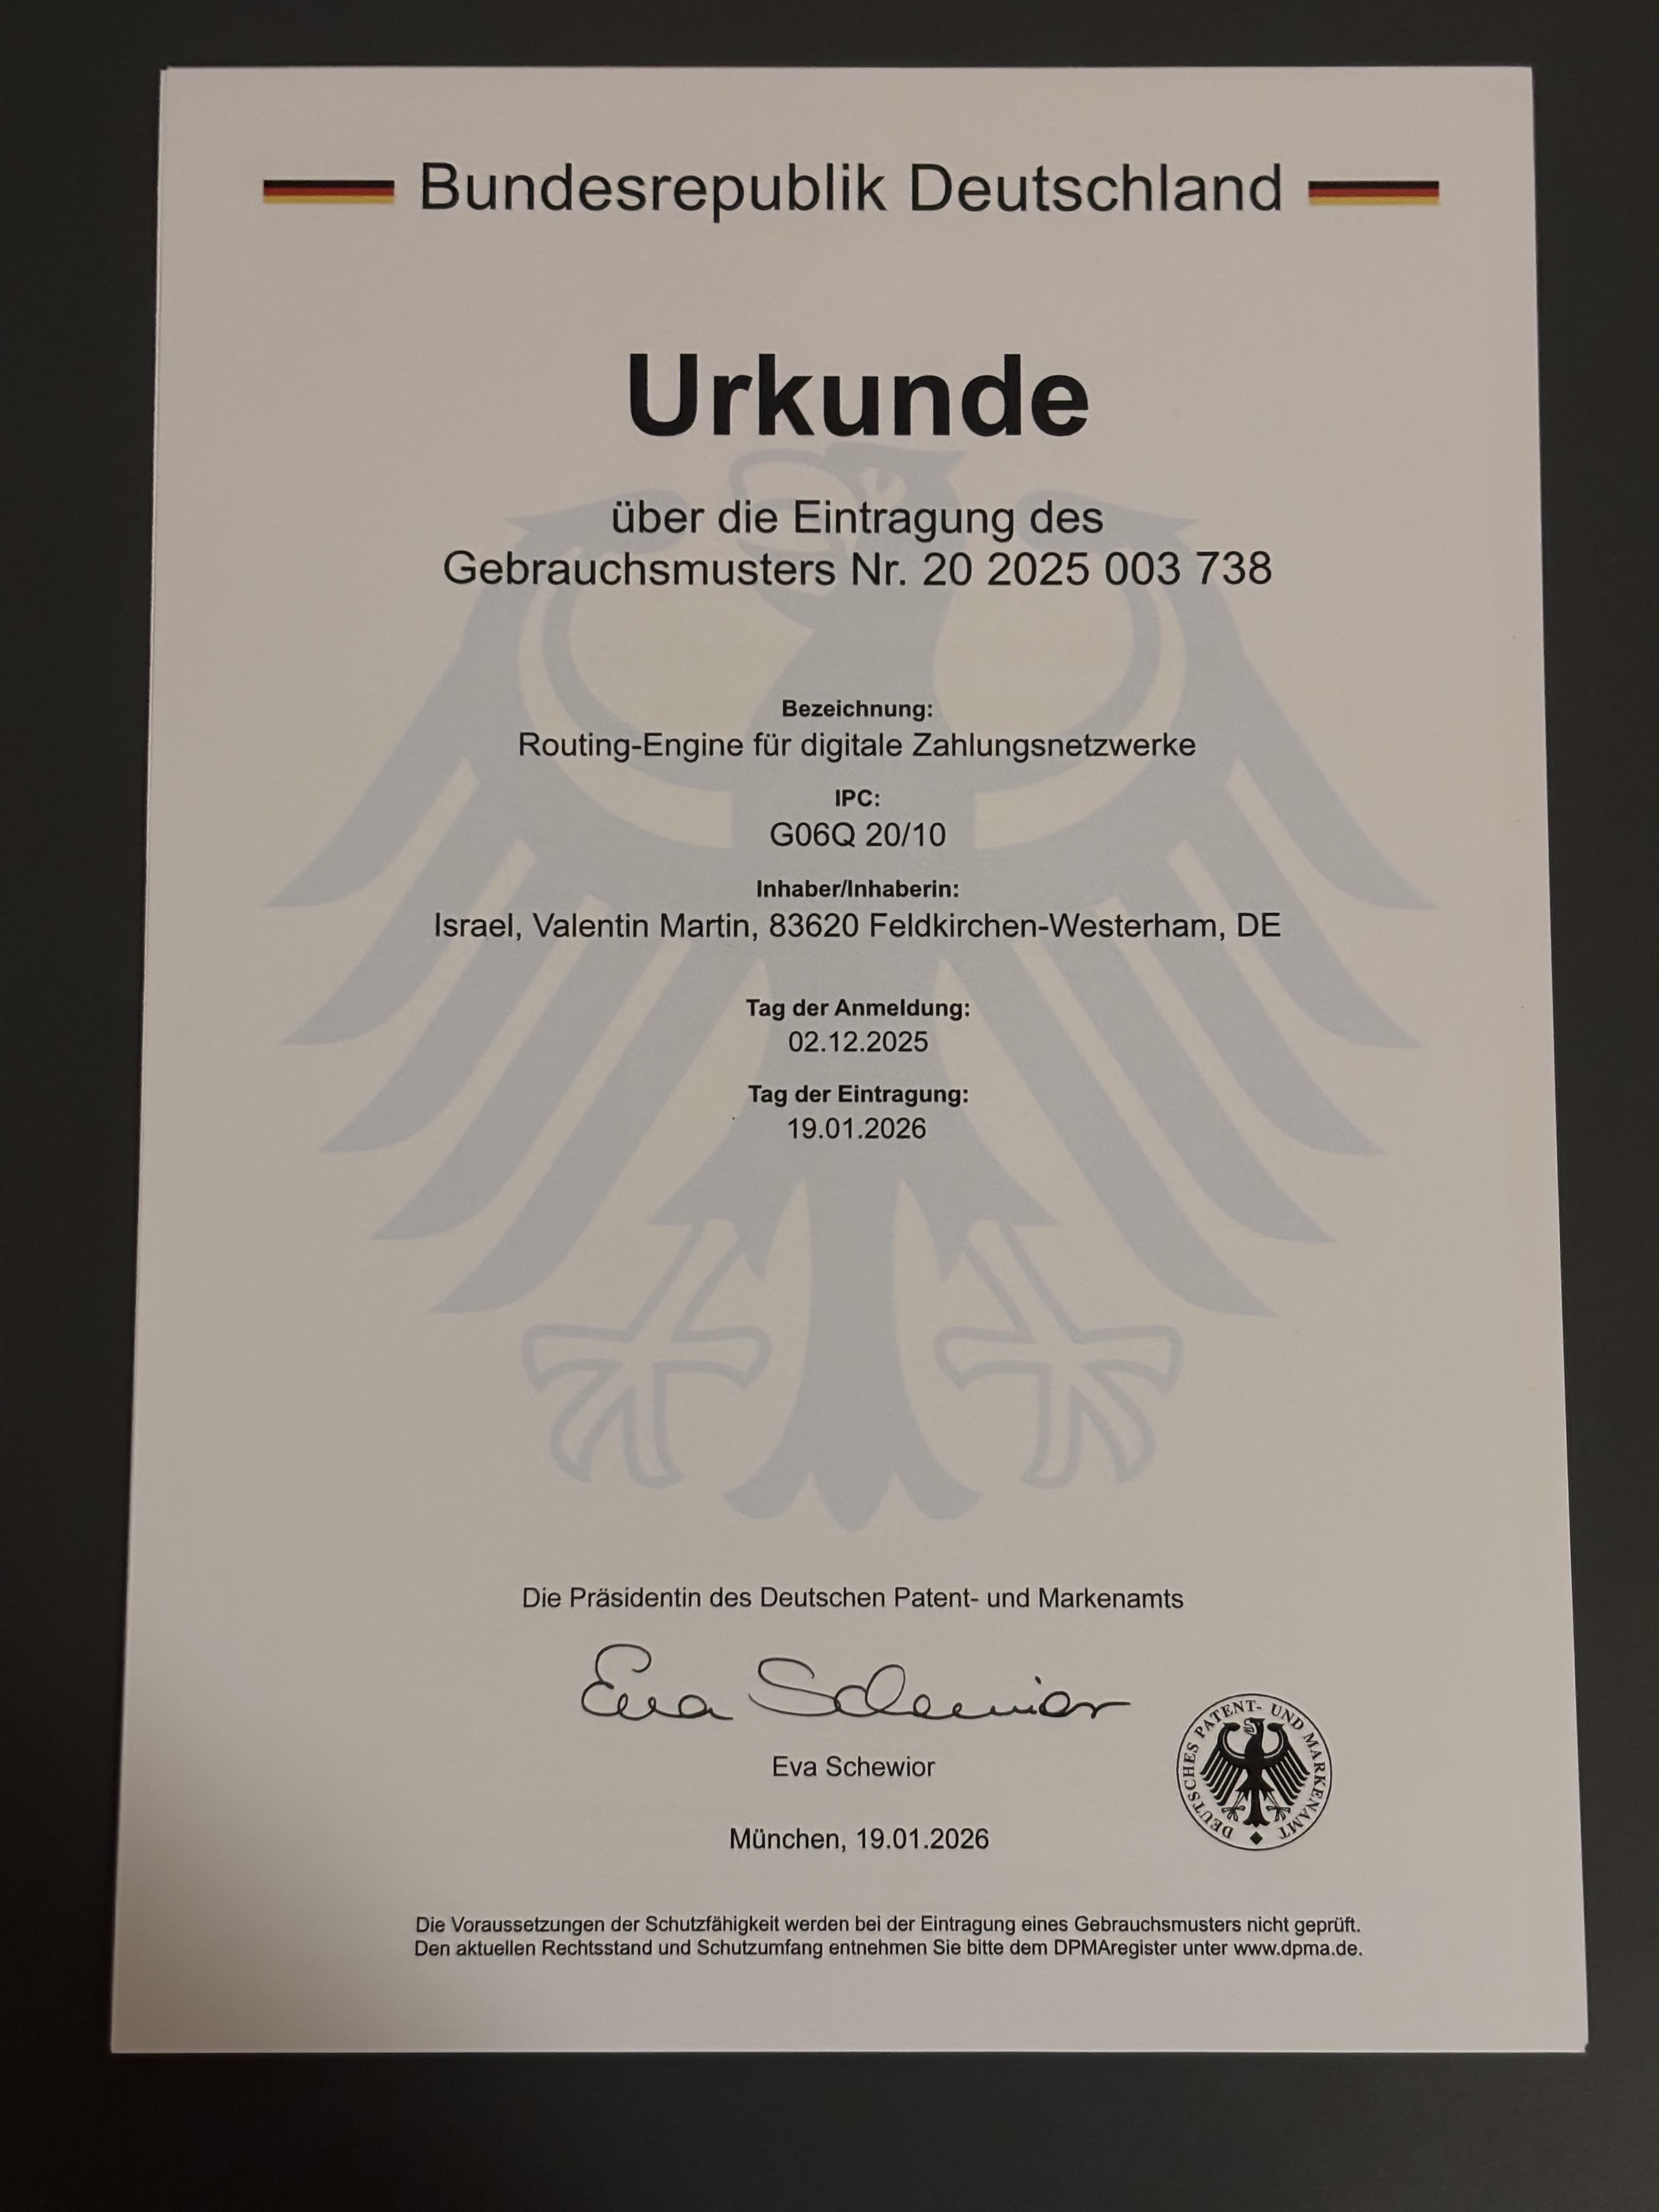 Bundesrepublik Deutschland
Urkunde
über die Eintragung des
Gebrauchsmusters Nr. 20 2025 003 738
Bezeichnung:
Routing-Engine für digitale Zahlungsnetzwerke
IPC:
G06Q 20/10
Inhaber/Inhaberin:
Israel, Valentin Martin, 83620 Feldkirchen-Westerham, DE
Tag der Anmeldung:
02.12.2025
Tag der Eintragung:
19.01.2026
Die Präsidentin des Deutschen Patent- und Markenamts
Eva Schewior
Eva Schewior
DEUTSCHES PATENT- UND MARKENAMT
München, 19.01.2026
Die Voraussetzungen der Schutzfähigkeit werden bei der Eintragung eines Gebrauchsmusters nicht geprüft.
Den aktuellen Rechtsstand und Schutzumfang entnehmen Sie bitte dem DPMAregister unter www.dpma.de.